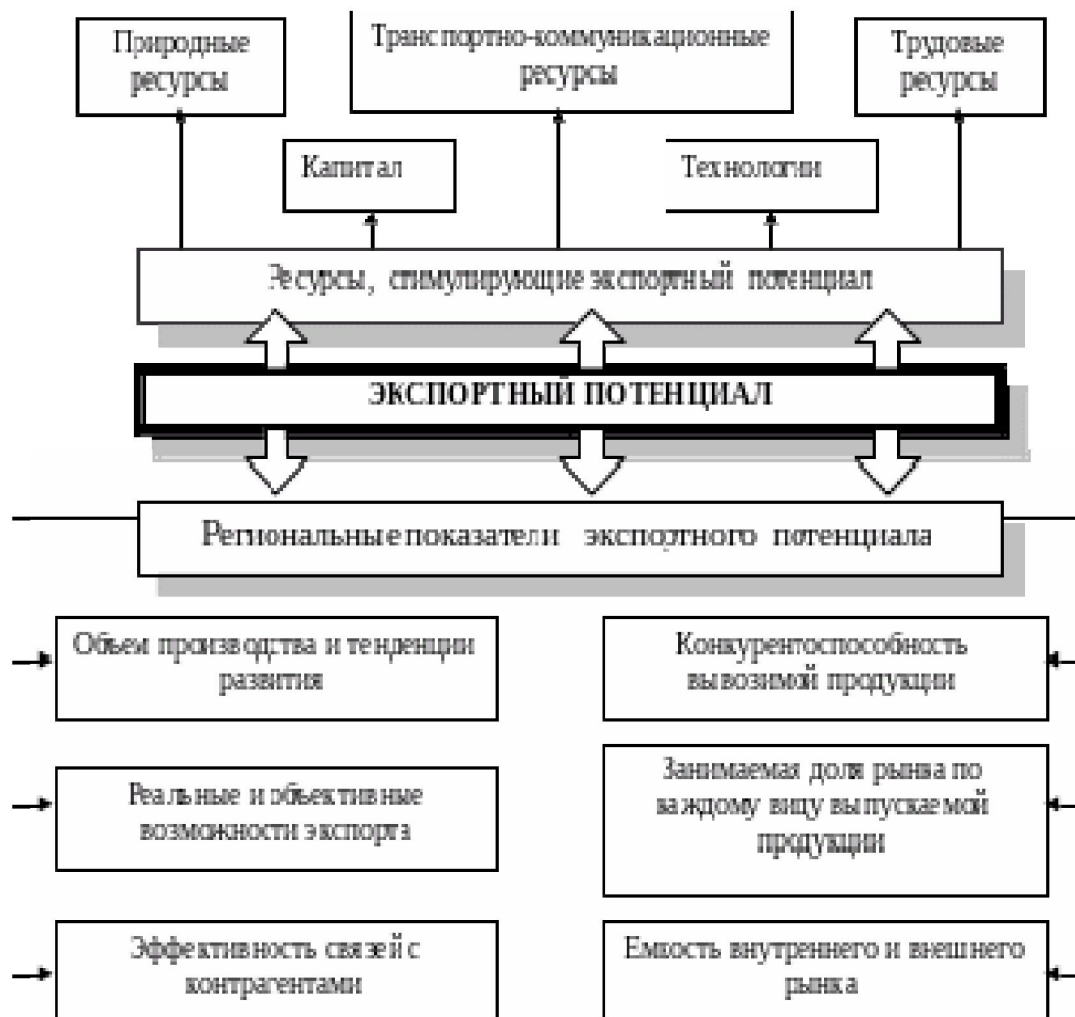 Природные
ресурсы
Транспортно-коммуникационные
ресурсы
Трудовые
ресурсы
Капитал
Технологии
Ресурсы, стимулирующие экспортный потенциал
ЭКСПОРТНЫЙ ПОТЕНЦИАЛ
Региональные показатели экспортного потенциала
Объем производства и тенденции
развития
Конкурентоспособность
вывозимой продукции
Реальные и объективные
возможности экспорта
Занимаемая доля рынка по
каждому виду выпускаемой
продукции
Эффективность связей с
контрагентами
Емкость внутреннего и внешнего
рынка